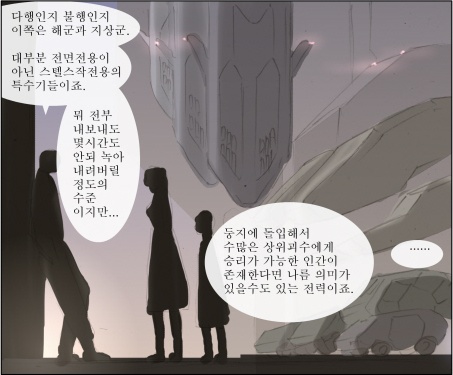 다행인지 불행인지
이쪽은 해군과 지상군.
대부분 전면전용이
아닌 스텔스작전용의
특수기들이죠.
뭐 전부
내보내도
몇시간도
안되 녹아
내려버릴
정도의
수준
이지만...
둥지에 돌입해서
수많은 상위괴수에게
승리가 가능한 인간이
존재한다면 나름 의미가
있을수도 있는 전력이죠.
......